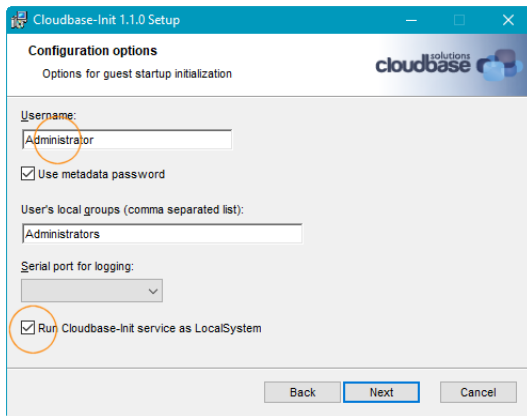 Cloudbase-Init 1.1.0 Setup
Configuration options
Options for guest startup initialization
cloudbase solutions
Username:
Administrator
Use metadata password
User's local groups (comma separated list):
Administrators
Serial port for logging:
Run Cloudbase-Init service as LocalSystem
Back Next Cancel